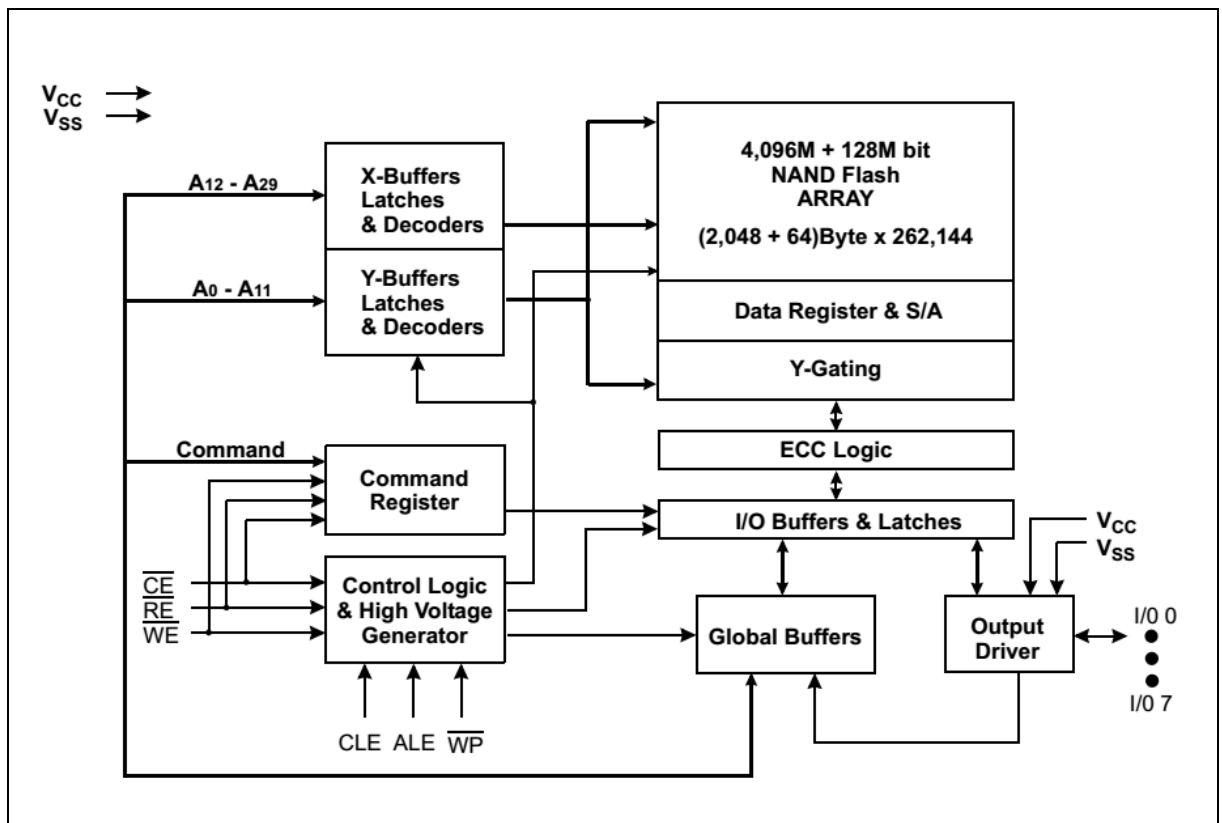 VCC
VSS
A12 - A29
X-Buffers
Latches
& Decoders
A0 - A11
Y-Buffers
Latches
& Decoders
4,096M + 128M bit
NAND Flash
ARRAY
(2,048 + 64)Byte x 262,144
Data Register & S/A
Y-Gating
ECC Logic
Command
Command
Register
I/O Buffers & Latches
VCC
VSS
CE
RE
WE
Control Logic
& High Voltage
Generator
Global Buffers
Output
Driver
I/0 0
I/0 7
CLE ALE WP